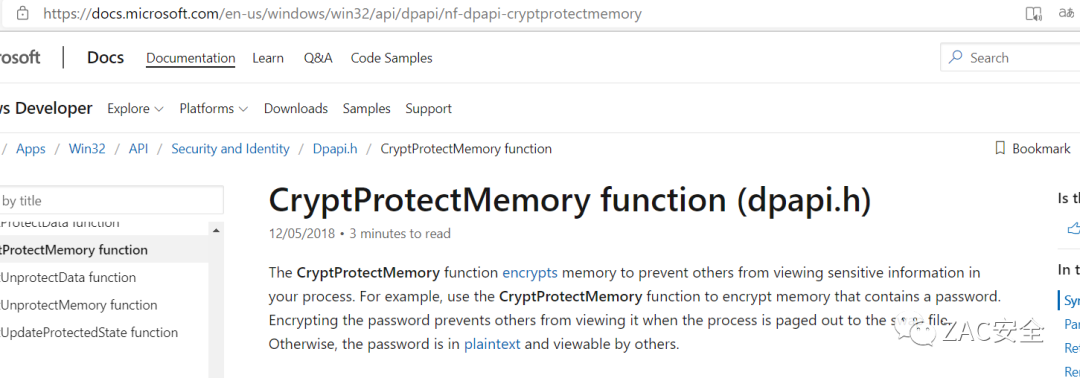 https://docs.microsoft.com/en-us/windows/win32/api/dpapi/nf-dpapi-cryptprotectmemory
ああ
rosoft | Docs Documentation Learn Q&A Code Samples Search
ws Developer Explore Platforms Downloads Samples Support
/ Apps / Win32 / API / Security and Identity / Dpapi.h / CryptProtectMemory function Bookmark
by title
tProtectData function
tProtectMemory function
UnprotectData function
UnprotectMemory function
UpdateProtectedState function
CryptProtectMemory function (dpapi.h)
12/05/2018 • 3 minutes to read
The CryptProtectMemory function encrypts memory to prevent others from viewing sensitive information in
your process. For example, use the CryptProtectMemory function to encrypt memory that contains a password.
Encrypting the password prevents others from viewing it when the process is paged out to the file.
Otherwise, the password is in plaintext and viewable by others.
Is th
In t
Syn
Par
Ret
Rer
ZAC安全